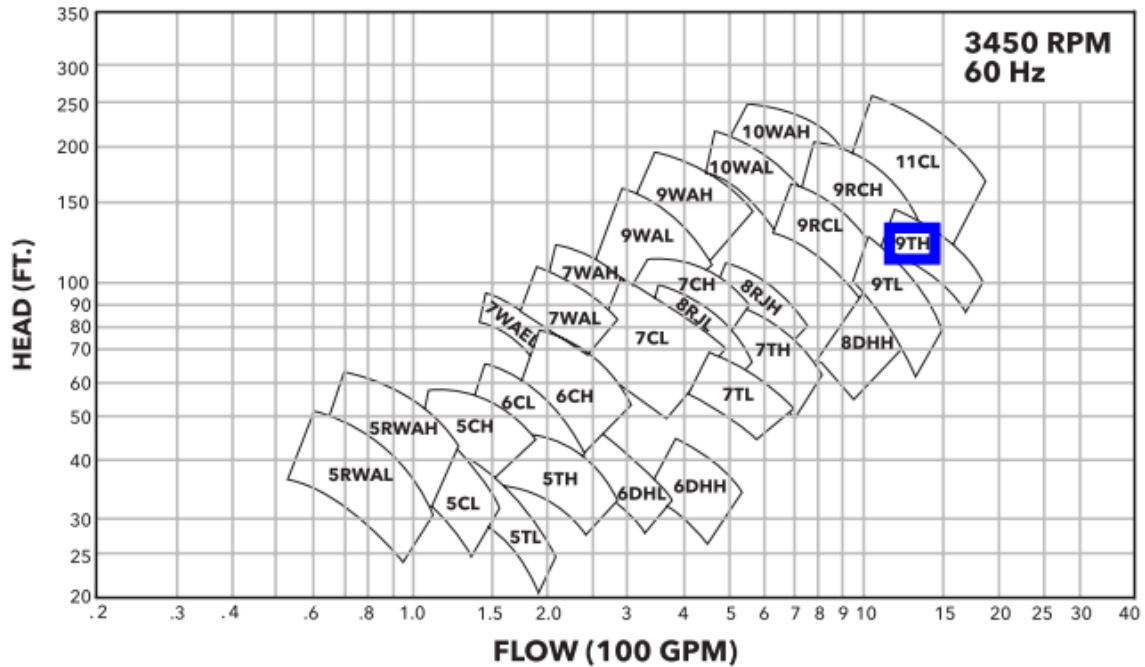 350
300
250
200
150
100
90
80
70
60
50
40
30
25
20
HEAD (FT.)
3450 RPM
60 Hz
10WAH
10WAL
11CL
9RCH
9WAH
9RCL
9WAL
9TH
7WAH
7CH
8RJH
9TL
7WAEL
7WAL
8RJL
7CL
7TH
8DHH
6CL
6CH
7TL
5RWAH
5CH
5RWAL
5TH
6DHL
6DHH
5CL
5TL
.2 .3 .4 .6 .8 1.0 1.5 2.0 3 4 5 6 7 8 9 10 15 20 25 30 40
FLOW (100 GPM)